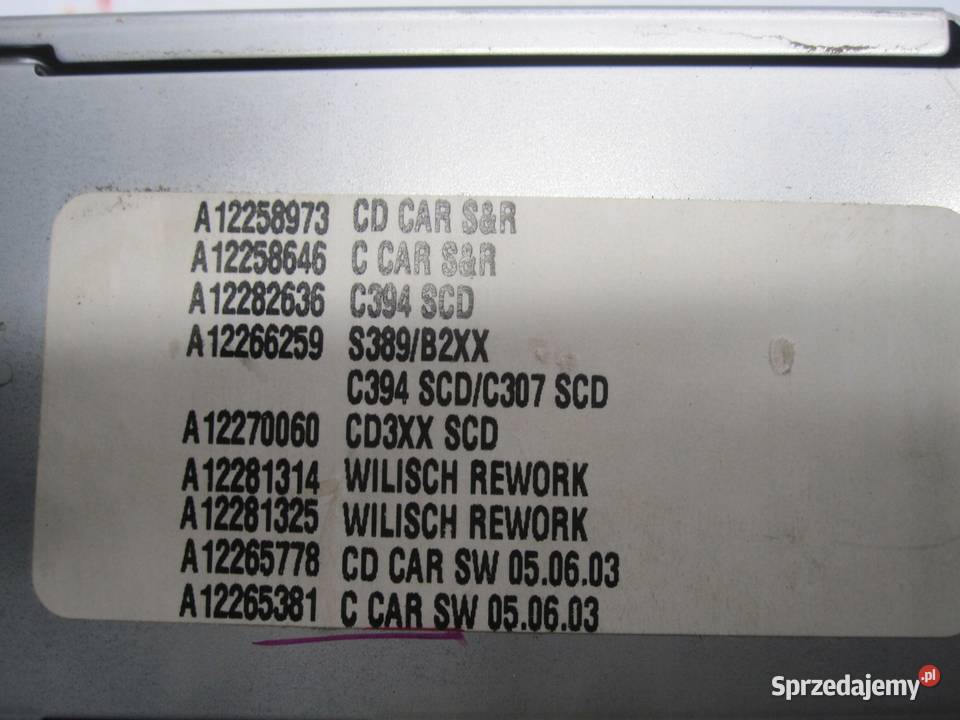 A12258973 CD CAR S&R
A12258646 C CAR S&R
A12282636 C394 SCD
A12266259 S389/B2XX
C394 SCD/C307 SCD
A12270060 CD3XX SCD
A12281314 WILISCH REWORK
A12281325 WILISCH REWORK
A12265778 CD CAR SW 05.06.03
A12265381 C CAR SW 05.06.03
Sprzedajemy.pl